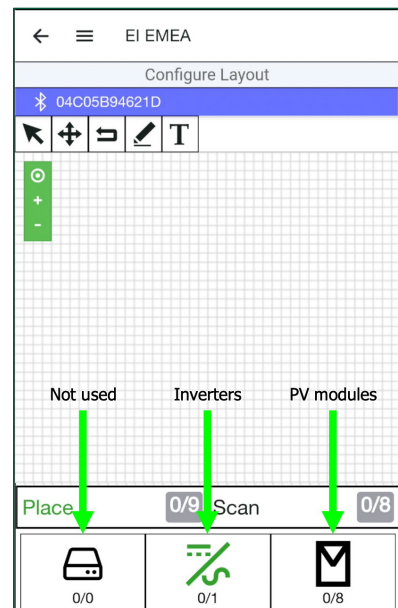 EI EMEA
Configure Layout
04C05B94621D
T
Not used Inverters PV modules
Place 0/9 Scan 0/8
0/0 0/1 0/8